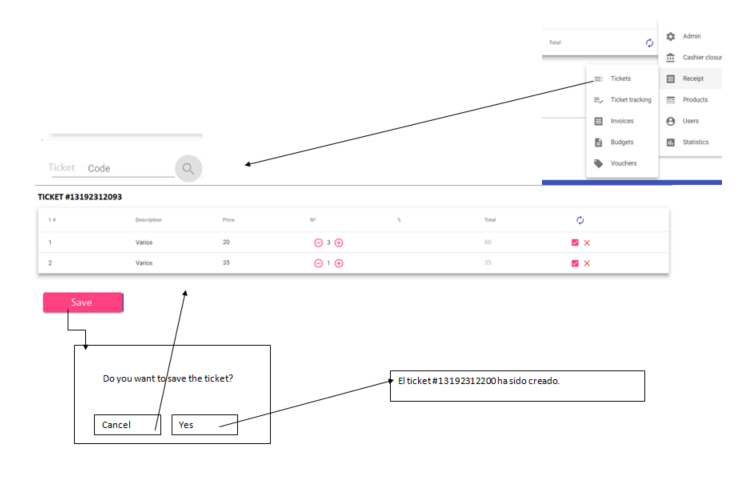 Total
Admin
Cashier closur
Tickets
Receipt
Ticket tracking
Products
Invoices
Users
Budgets
Statistics
Vouchers
Ticket Code
TICKET #13192312093
Description Price Nº % Total
1 Varios 20 3 60
2 Varios 35 1 35
Save
Do you want to save the ticket?
Cancel Yes
El ticket #13192312200 ha sido creado.